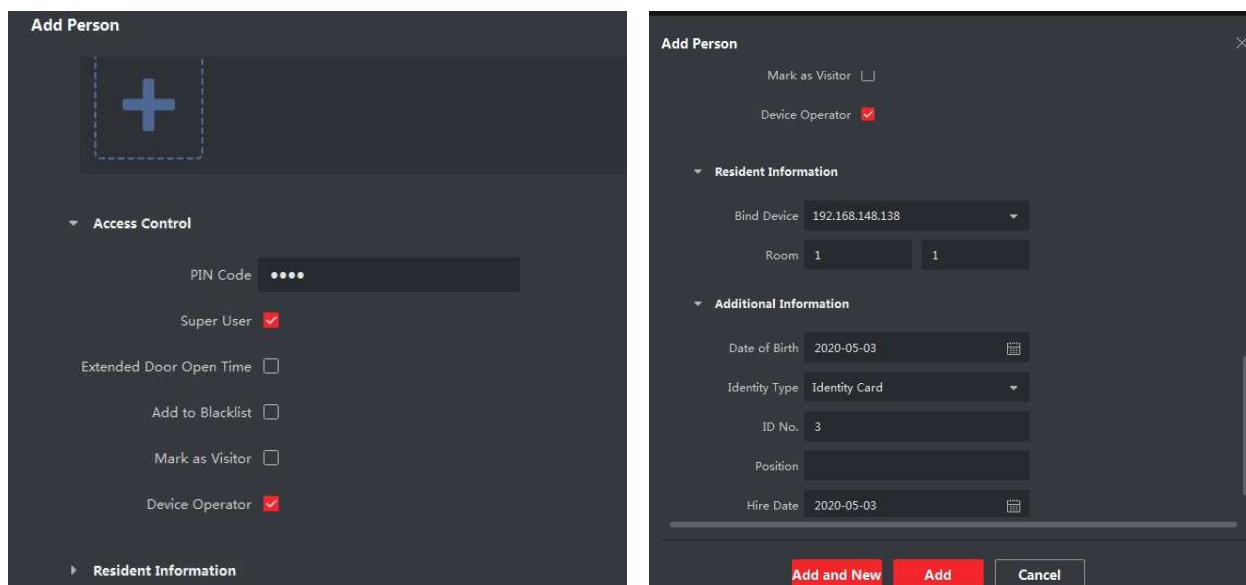 Add Person
Access Control
PIN Code ●●●●
Super User
Extended Door Open Time
Add to Blacklist
Mark as Visitor
Device Operator
Resident Information
Add Person
Mark as Visitor
Device Operator
Resident Information
Bind Device 192.168.148.138
Room 1 1
Additional Information
Date of Birth 2020-05-03
Identity Type Identity Card
ID No. 3
Position
Hire Date 2020-05-03
Add and New Add Cancel